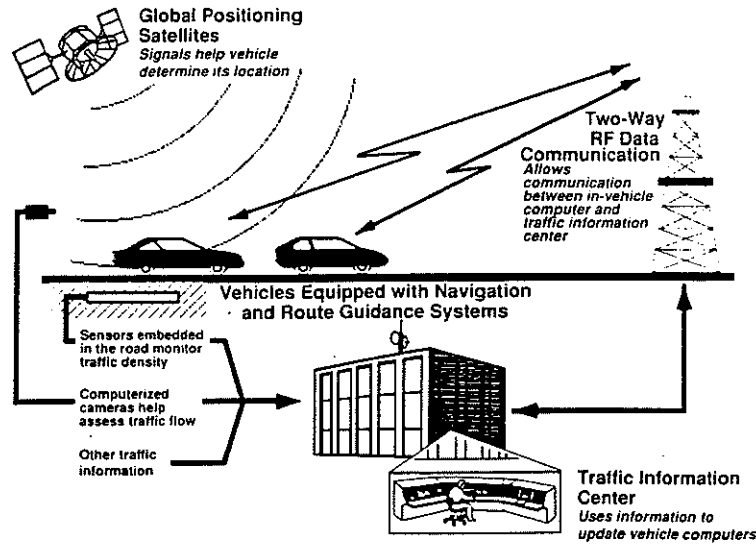 Global Positioning
Satellites
Signals help vehicle
determine its location
Two-Way
RF Data
Communication
Allows
communication
between in-vehicle
computer and
traffic information
center
Vehicles Equipped with Navigation
and Route Guidance Systems
Sensors embedded
in the road monitor
traffic density
Computerized
cameras help
assess traffic flow
Other traffic
information
Traffic Information
Center
Uses information to
update vehicle computers